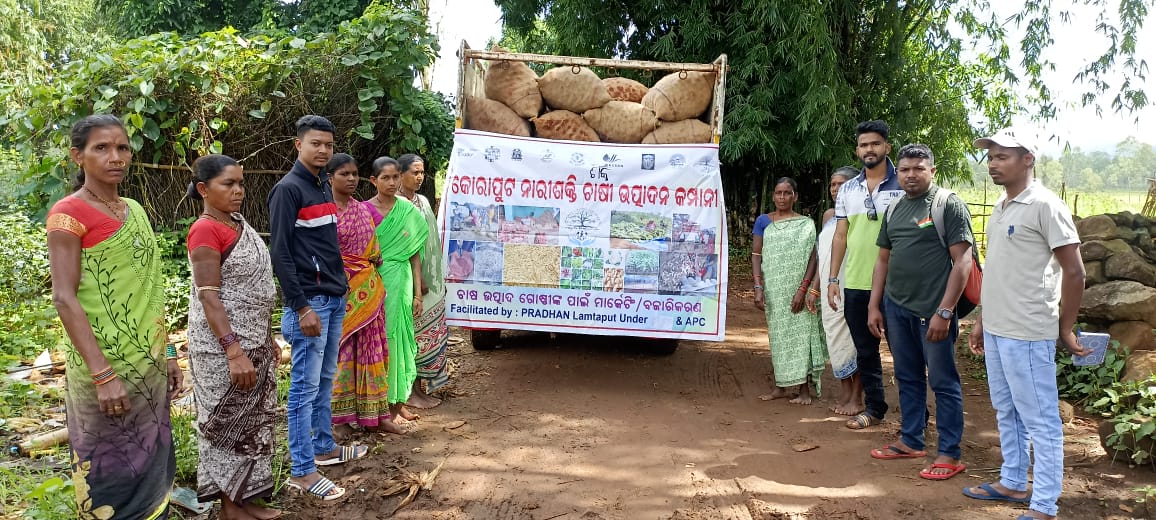 ଟାକ
କୋରାପୁଟ ନାରୀଶକ୍ତି ଚାଷୀ ଉତ୍ପାଦନ କମ୍ପାନୀ
ଚାଷ ଉତ୍ପାଦ ଗୋଷ୍ଠୀଙ୍କ ପାଇଁ ମାର୍କେଟିଂ/ବଜାରିକରଣ
Facilitated by : PRADHAN Lamtaput Under & APC